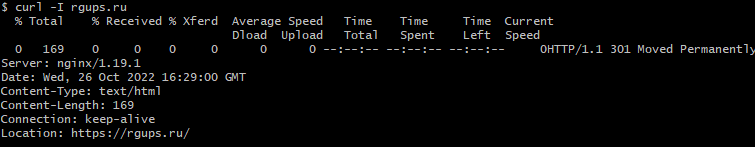 $ curl -I rgups.ru
  % Total    % Received % Xferd  Average Speed   Time    Time     Time  Current
                                 Dload  Upload   Total   Spent    Left  Speed
  0   169    0     0    0     0      0      0 --:--:-- --:--:-- --:--:--     0HTTP/1.1 301 Moved Permanently
Server: nginx/1.19.1
Date: Wed, 26 Oct 2022 16:29:00 GMT
Content-Type: text/html
Content-Length: 169
Connection: keep-alive
Location: https://rgups.ru/